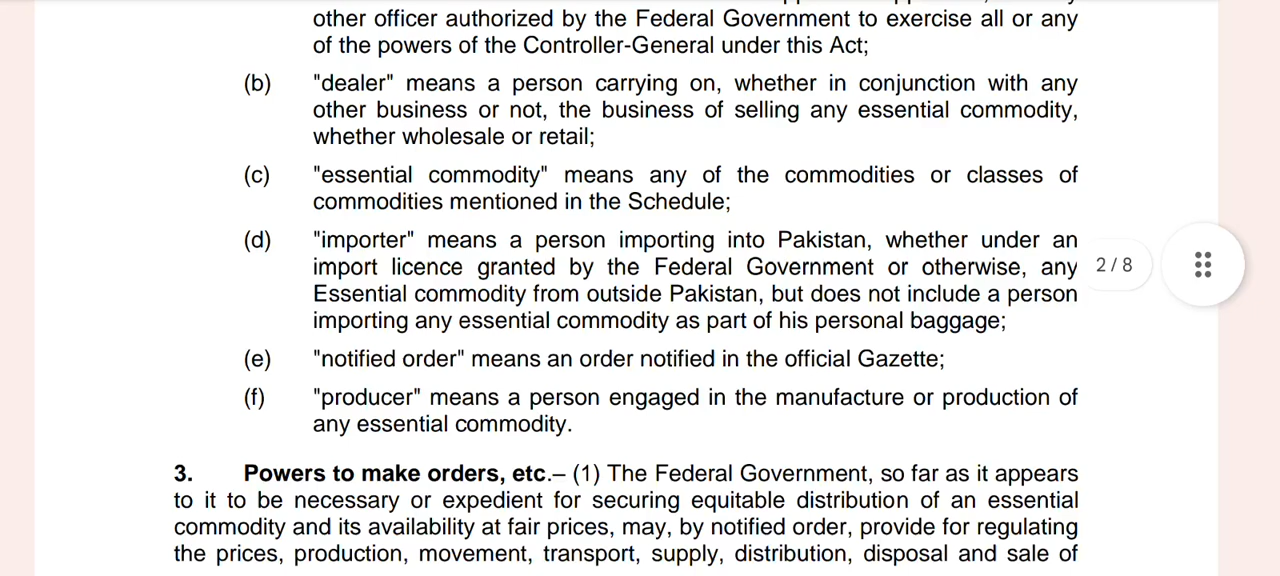 other officer authorized by the Federal Government to exercise all or any
of the powers of the Controller-General under this Act;
(b) "dealer" means a person carrying on, whether in conjunction with any
other business or not, the business of selling any essential commodity,
whether wholesale or retail;
(c) "essential commodity" means any of the commodities or classes of
commodities mentioned in the Schedule;
(d) "importer" means a person importing into Pakistan, whether under an
import licence granted by the Federal Government or otherwise, any
Essential commodity from outside Pakistan, but does not include a person
importing any essential commodity as part of his personal baggage;
(e) "notified order" means an order notified in the official Gazette;
(f) "producer" means a person engaged in the manufacture or production of
any essential commodity.
3. Powers to make orders, etc.– (1) The Federal Government, so far as it appears
to it to be necessary or expedient for securing equitable distribution of an essential
commodity and its availability at fair prices, may, by notified order, provide for regulating
the prices, production, movement, transport, supply, distribution, disposal and sale of
2 / 8